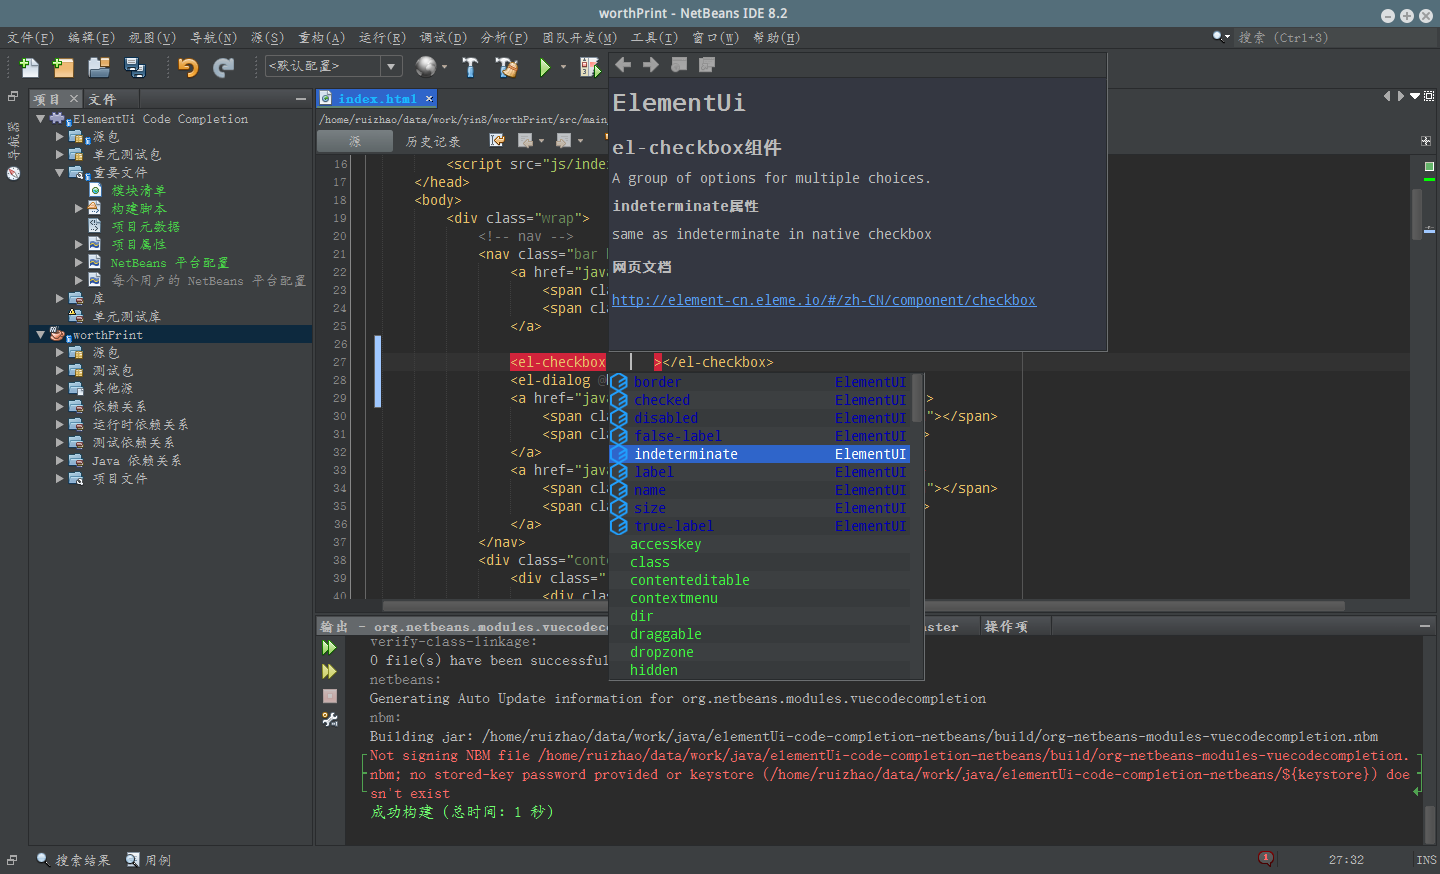 worthPrint - NetBeans IDE 8.2
文件(F) 编辑(E) 视图(V) 导航(N) 源(S) 重构(A) 运行(R) 调试(D) 分析(P) 团队开发(M) 工具(T) 窗口(W) 帮助(H)
搜索 (Ctrl+3)
<默认配置>
项目 文件
导航器
ElementUi Code Completion
源包
单元测试包
重要文件
模块清单
构建脚本
项目元数据
项目属性
NetBeans 平台配置
每个用户的 NetBeans 平台配置
库
单元测试库
worthPrint
源包
测试包
其他源
依赖关系
运行时依赖关系
测试依赖关系
Java 依赖关系
项目文件
index.html
/home/ruizhao/data/work/yin8/worthPrint/src/main
源 历史记录
16 <script src="js/inde
17 </head>
18 <body>
19 <div class="wrap">
20 <!-- nav -->
21 <nav class="bar
22 <a href="jav
23 <span cl
24 <span cl
25 </a>
26
27 <el-checkbox ></el-checkbox>
28 <el-dialog @
29 <a href="jav >
30 <span cl "></span>
31 <span cl >
32 </a>
33 <a href="jav
34 <span cl "></span>
35 <span cl >
36 </a>
37 </nav>
38 <div class="cont
39 <div class="
40 <div clas
ElementUi
el-checkbox组件
A group of options for multiple choices.
indeterminate属性
same as indeterminate in native checkbox
网页文档
http://element-cn.eleme.io/#/zh-CN/component/checkbox
border ElementUI
checked ElementUI
disabled ElementUI
false-label ElementUI
indeterminate ElementUI
label ElementUI
name ElementUI
size ElementUI
true-label ElementUI
accesskey
class
contenteditable
contextmenu
dir
draggable
dropzone
hidden
输出 - org.netbeans.modules.vuecodec
aster 操作项
verify-class-linkage:
0 file(s) have been successful
netbeans:
Generating Auto Update information for org.netbeans.modules.vuecodecompletion
nbm:
Building jar: /home/ruizhao/data/work/java/elementUi-code-completion-netbeans/build/org-netbeans-modules-vuecodecompletion.nbm
Not signing NBM file /home/ruizhao/data/work/java/elementUi-code-completion-netbeans/build/org-netbeans-modules-vuecodecompletion.
nbm; no stored-key password provided or keystore (/home/ruizhao/data/work/java/elementUi-code-completion-netbeans/${keystore}) doe
sn't exist
成功构建 (总时间: 1 秒)
搜索结果 用例
1 27:32 INS